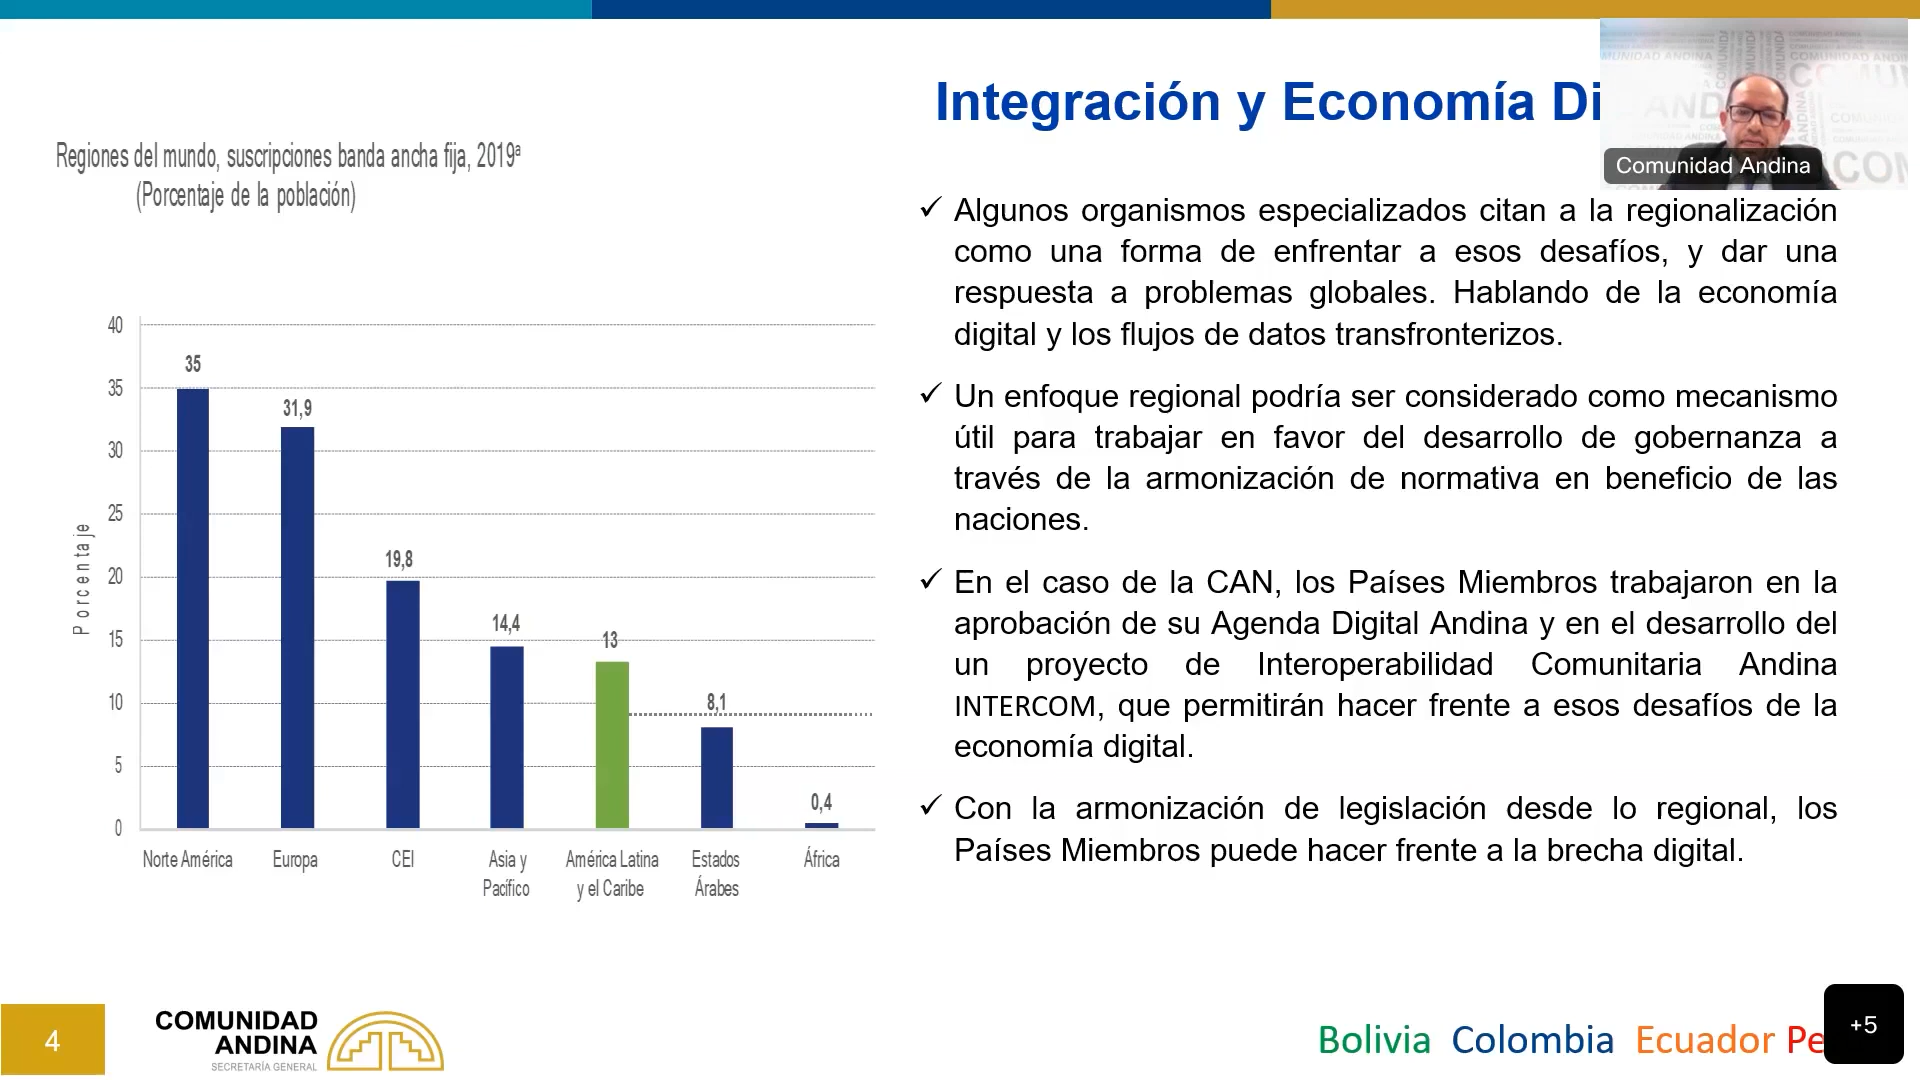 Integración y Economía Di
Comunidad Andina
Regiones del mundo, suscripciones banda ancha fija, 2019ª
(Porcentaje de la población)
Porcentaje
40
35
30
25
20
15
10
5
0
35
31,9
19,8
14,4
13
8,1
0,4
Norte América
Europa
CEI
Asia y
Pacífico
América Latina
y el Caribe
Estados
Árabes
África
✓ Algunos organismos especializados citan a la regionalización
como una forma de enfrentar a esos desafíos, y dar una
respuesta a problemas globales. Hablando de la economía
digital y los flujos de datos transfronterizos.
✓ Un enfoque regional podría ser considerado como mecanismo
útil para trabajar en favor del desarrollo de gobernanza a
través de la armonización de normativa en beneficio de las
naciones.
✓ En el caso de la CAN, los Países Miembros trabajaron en la
aprobación de su Agenda Digital Andina y en el desarrollo del
un proyecto de Interoperabilidad Comunitaria Andina
INTERCOM, que permitirán hacer frente a esos desafíos de la
economía digital.
✓ Con la armonización de legislación desde lo regional, los
Países Miembros puede hacer frente a la brecha digital.
4
COMUNIDAD
ANDINA
SECRETARÍA GENERAL
Bolivia Colombia Ecuador Pe
+5